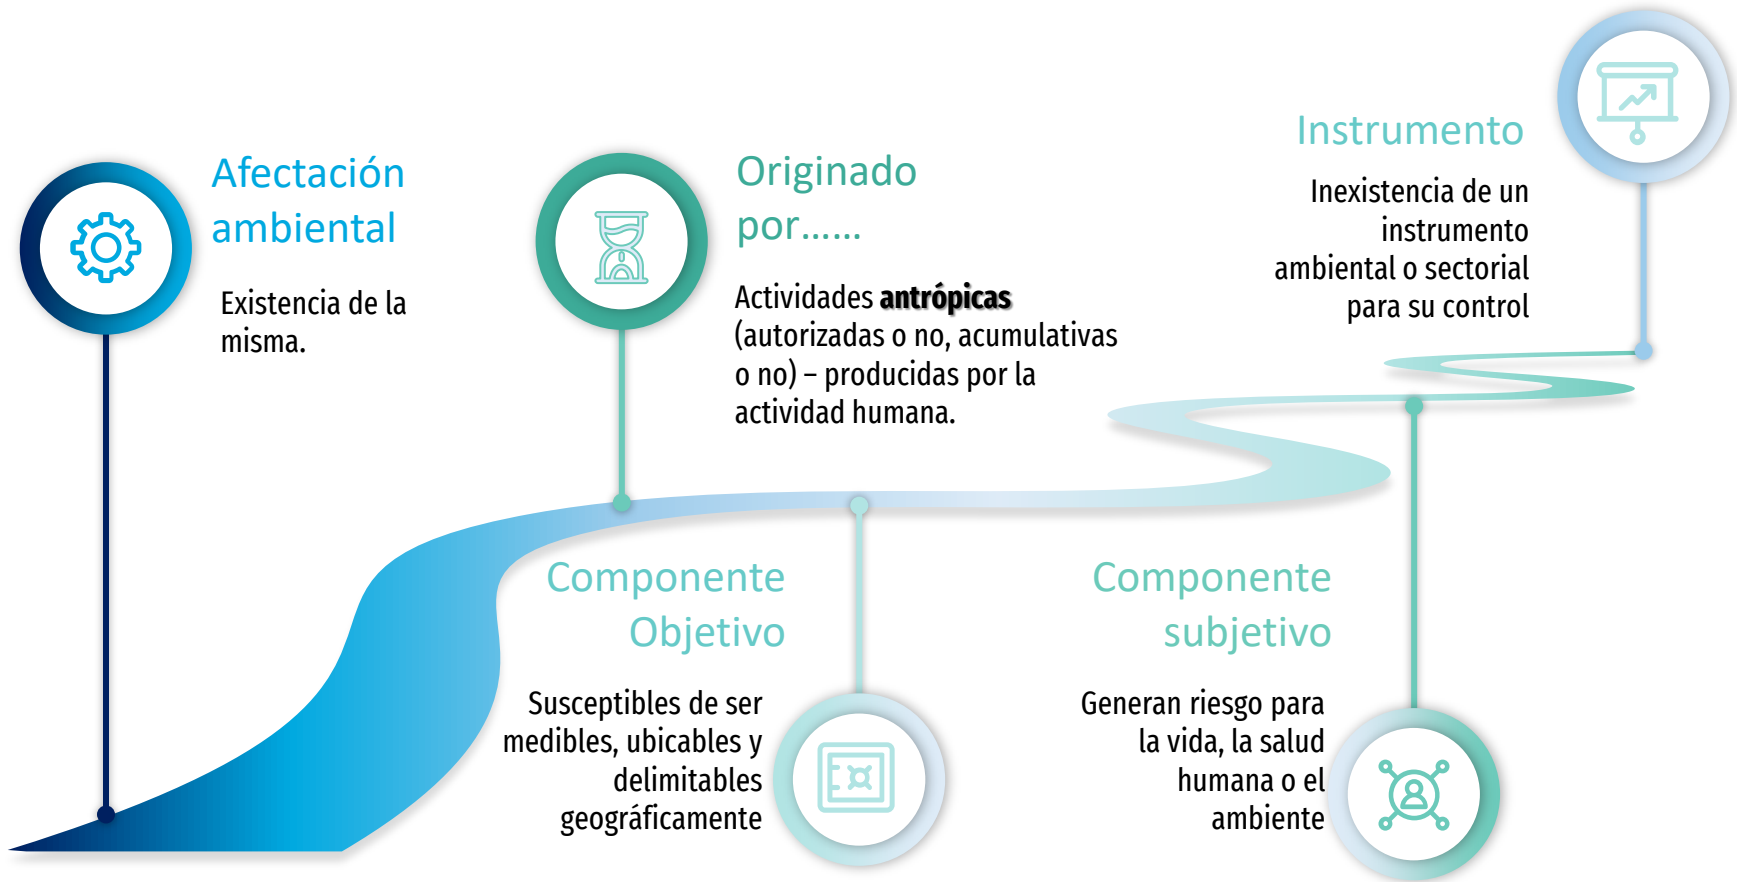 Afectación
ambiental
Existencia de la
misma.
Originado
por......
Actividades antrópicas
(autorizadas o no, acumulativas
o no) – producidas por la
actividad humana.
Componente
Objetivo
Susceptibles de ser
medibles, ubicables y
delimitables
geográficamente
Componente
subjetivo
Generan riesgo para
la vida, la salud
humana o el
ambiente
Instrumento
Inexistencia de un
instrumento
ambiental o sectorial
para su control